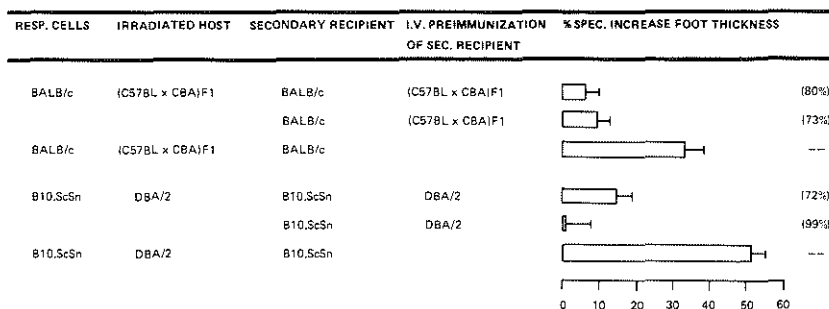 RESP. CELLS IRRADIATED HOST SECONDARY RECIPIENT I.V. PREIMMUNIZATION OF SEC. RECIPIENT % SPEC. INCREASE FOOT THICKNESS
BALB/c (C57BL x CBA)F1 BALB/c (C57BL x CBA)F1 (80%)
BALB/c (C57BL x CBA)F1 (73%)
BALB/c (C57BL x CBA)F1 BALB/c --
B10.ScSn DBA/2 B10.ScSn DBA/2 (72%)
B10.ScSn DBA/2 (99%)
B10.ScSn DBA/2 B10.ScSn --
0 10 20 30 40 50 60